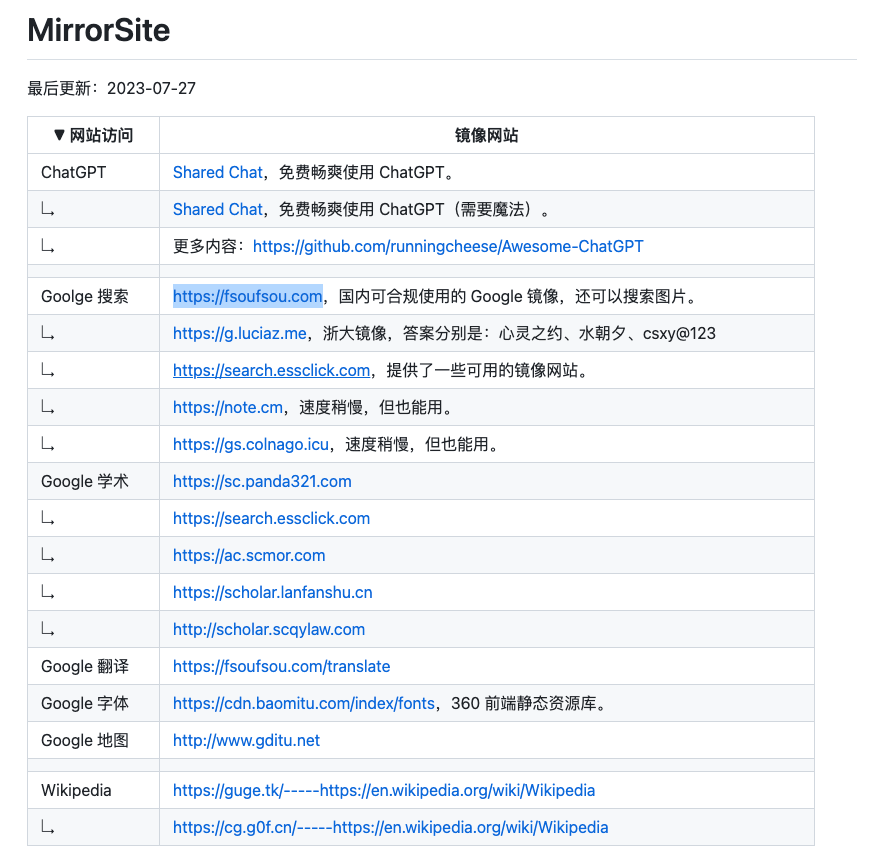 MirrorSite
最后更新：2023-07-27
▼ 网站访问 镜像网站
ChatGPT Shared Chat，免费畅爽使用 ChatGPT。
Shared Chat，免费畅爽使用 ChatGPT（需要魔法）。
更多内容：https://github.com/runningcheese/Awesome-ChatGPT
Goolge 搜索 https://fsoufsou.com，国内可合规使用的 Google 镜像，还可以搜索图片。
https://g.luciaz.me，浙大镜像，答案分别是：心灵之约、水朝夕、csxy@123
https://search.essclick.com，提供了一些可用的镜像网站。
https://note.cm，速度稍慢，但也能用。
https://gs.colnago.icu，速度稍慢，但也能用。
Google 学术 https://sc.panda321.com
https://search.essclick.com
https://ac.scmor.com
https://scholar.lanfanshu.cn
http://scholar.scqylaw.com
Google 翻译 https://fsoufsou.com/translate
Google 字体 https://cdn.baomitu.com/index/fonts，360 前端静态资源库。
Google 地图 http://www.gditu.net
Wikipedia https://guge.tk/-----https://en.wikipedia.org/wiki/Wikipedia
https://cg.g0f.cn/-----https://en.wikipedia.org/wiki/Wikipedia